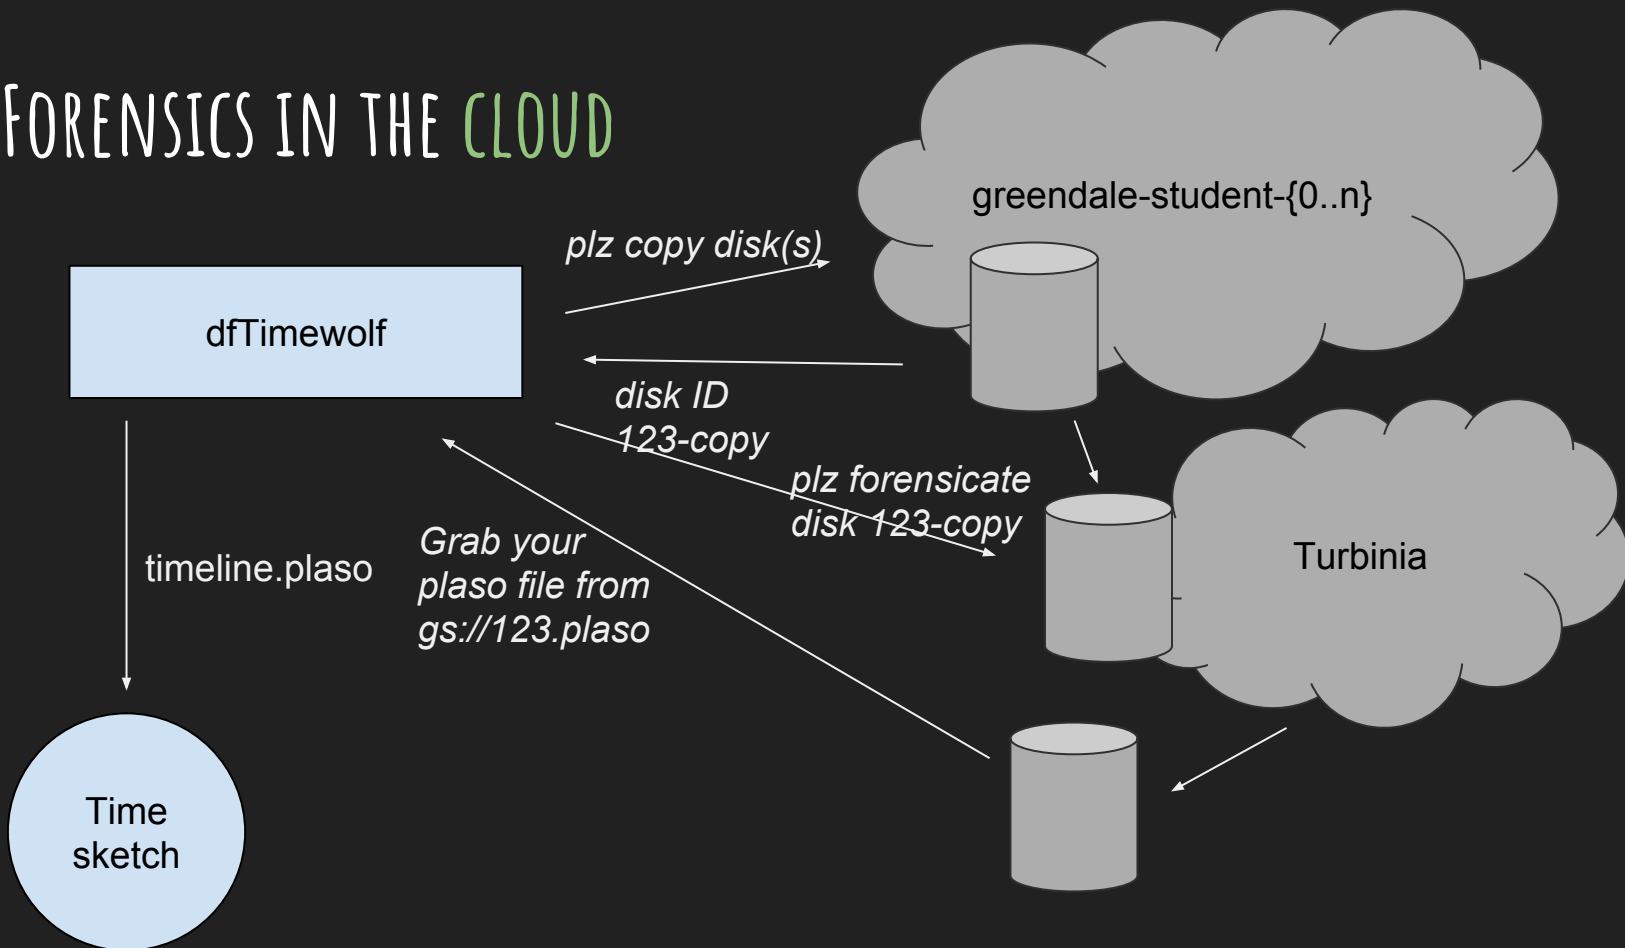 FORENSICS IN THE CLOUD
greendale-student-{0..n}
plz copy disk(s)
dfTimewolf
disk ID
123-copy
plz forensicate
disk 123-copy
Turbinia
Grab your
plaso file from
gs://123.plaso
timeline.plaso
Time
sketch